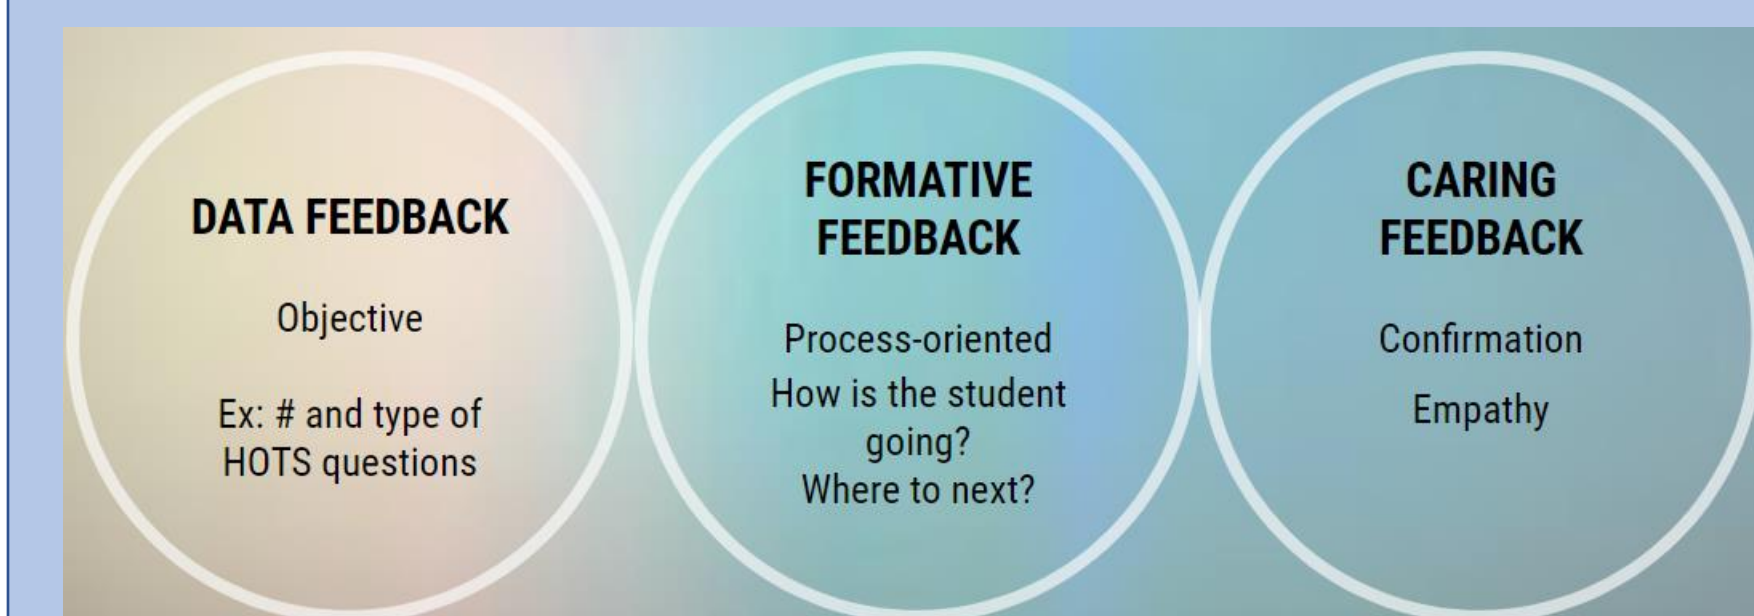 DATA FEEDBACK
Objective
Ex: # and type of
HOTS questions
FORMATIVE
FEEDBACK
Process-oriented
How is the student
going?
Where to next?
CARING
FEEDBACK
Confirmation
Empathy